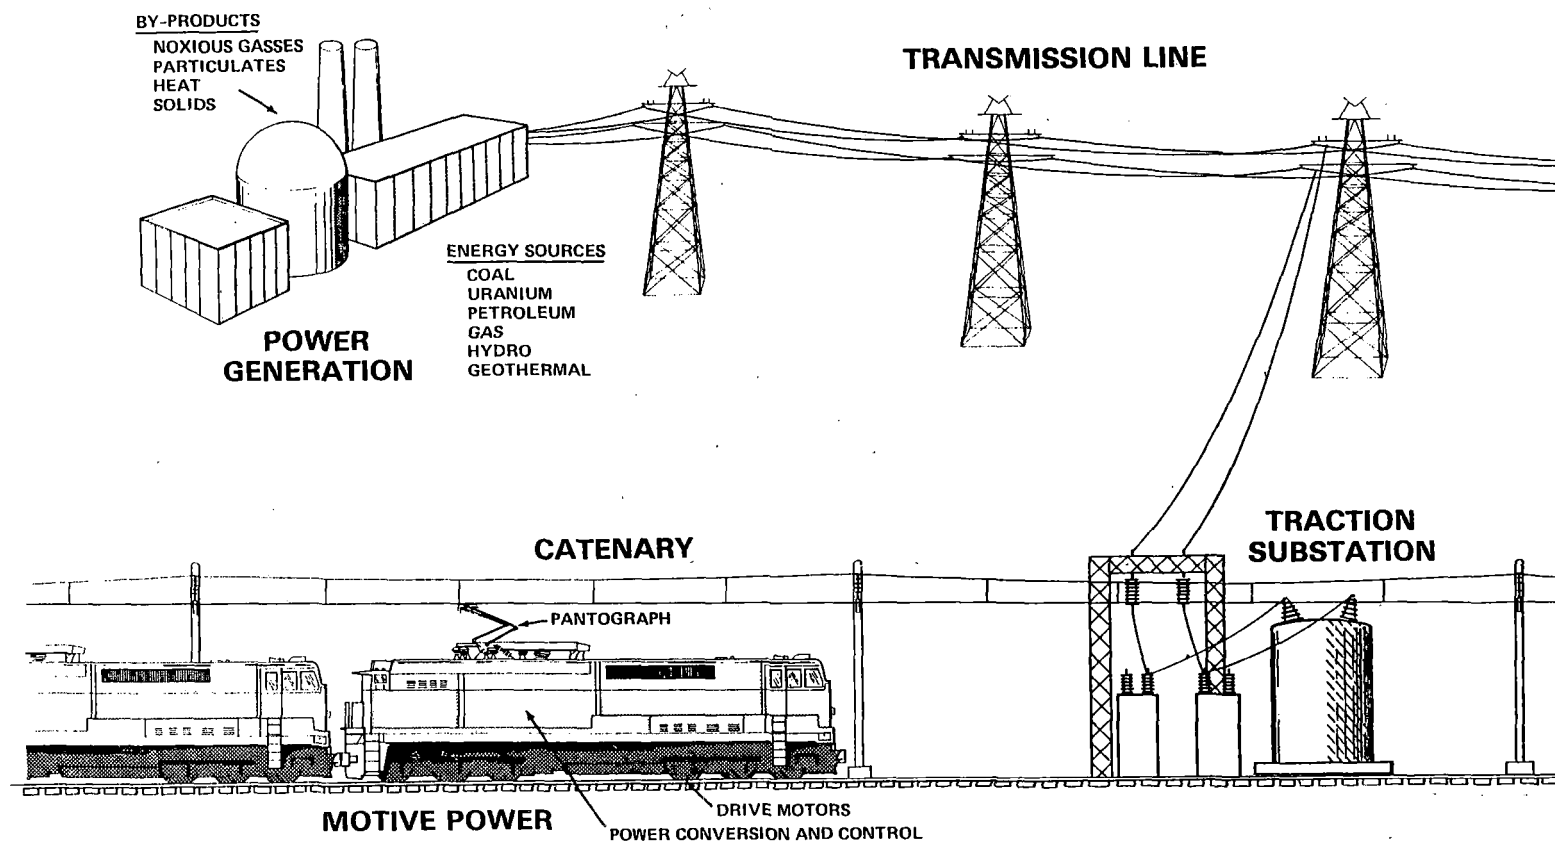 BY-PRODUCTS
NOXIOUS GASSES
PARTICULATES
HEAT
SOLIDS
TRANSMISSION LINE
ENERGY SOURCES
COAL
URANIUM
PETROLEUM
GAS
HYDRO
GEOTHERMAL
POWER
GENERATION
CATENARY
TRACTION
SUBSTATION
PANTOGRAPH
DRIVE MOTORS
MOTIVE POWER
POWER CONVERSION AND CONTROL